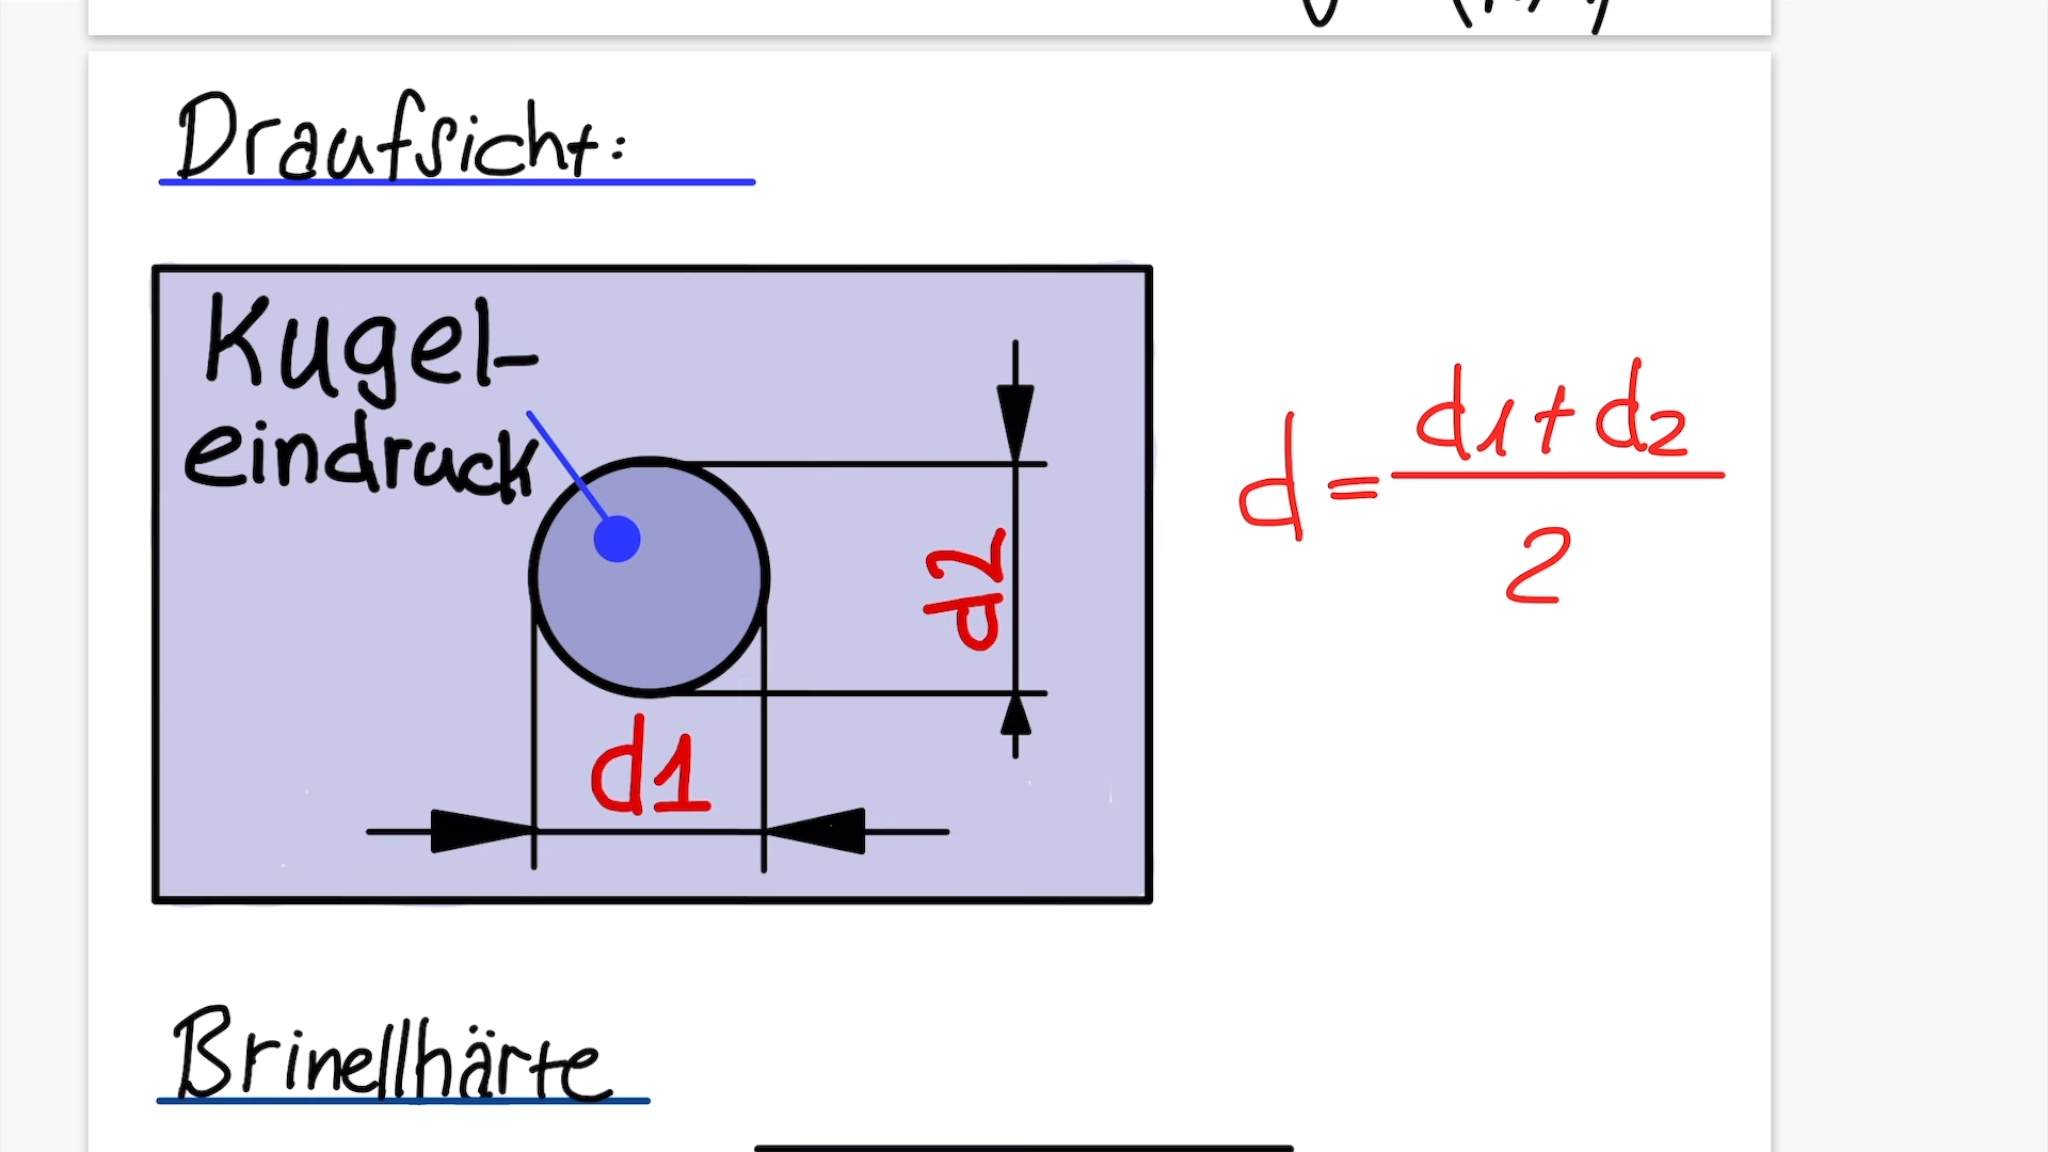 Draufsicht:
Kugel-
eindruck
d2
d1
d = (d1 + d2) / 2
Brinellhärte